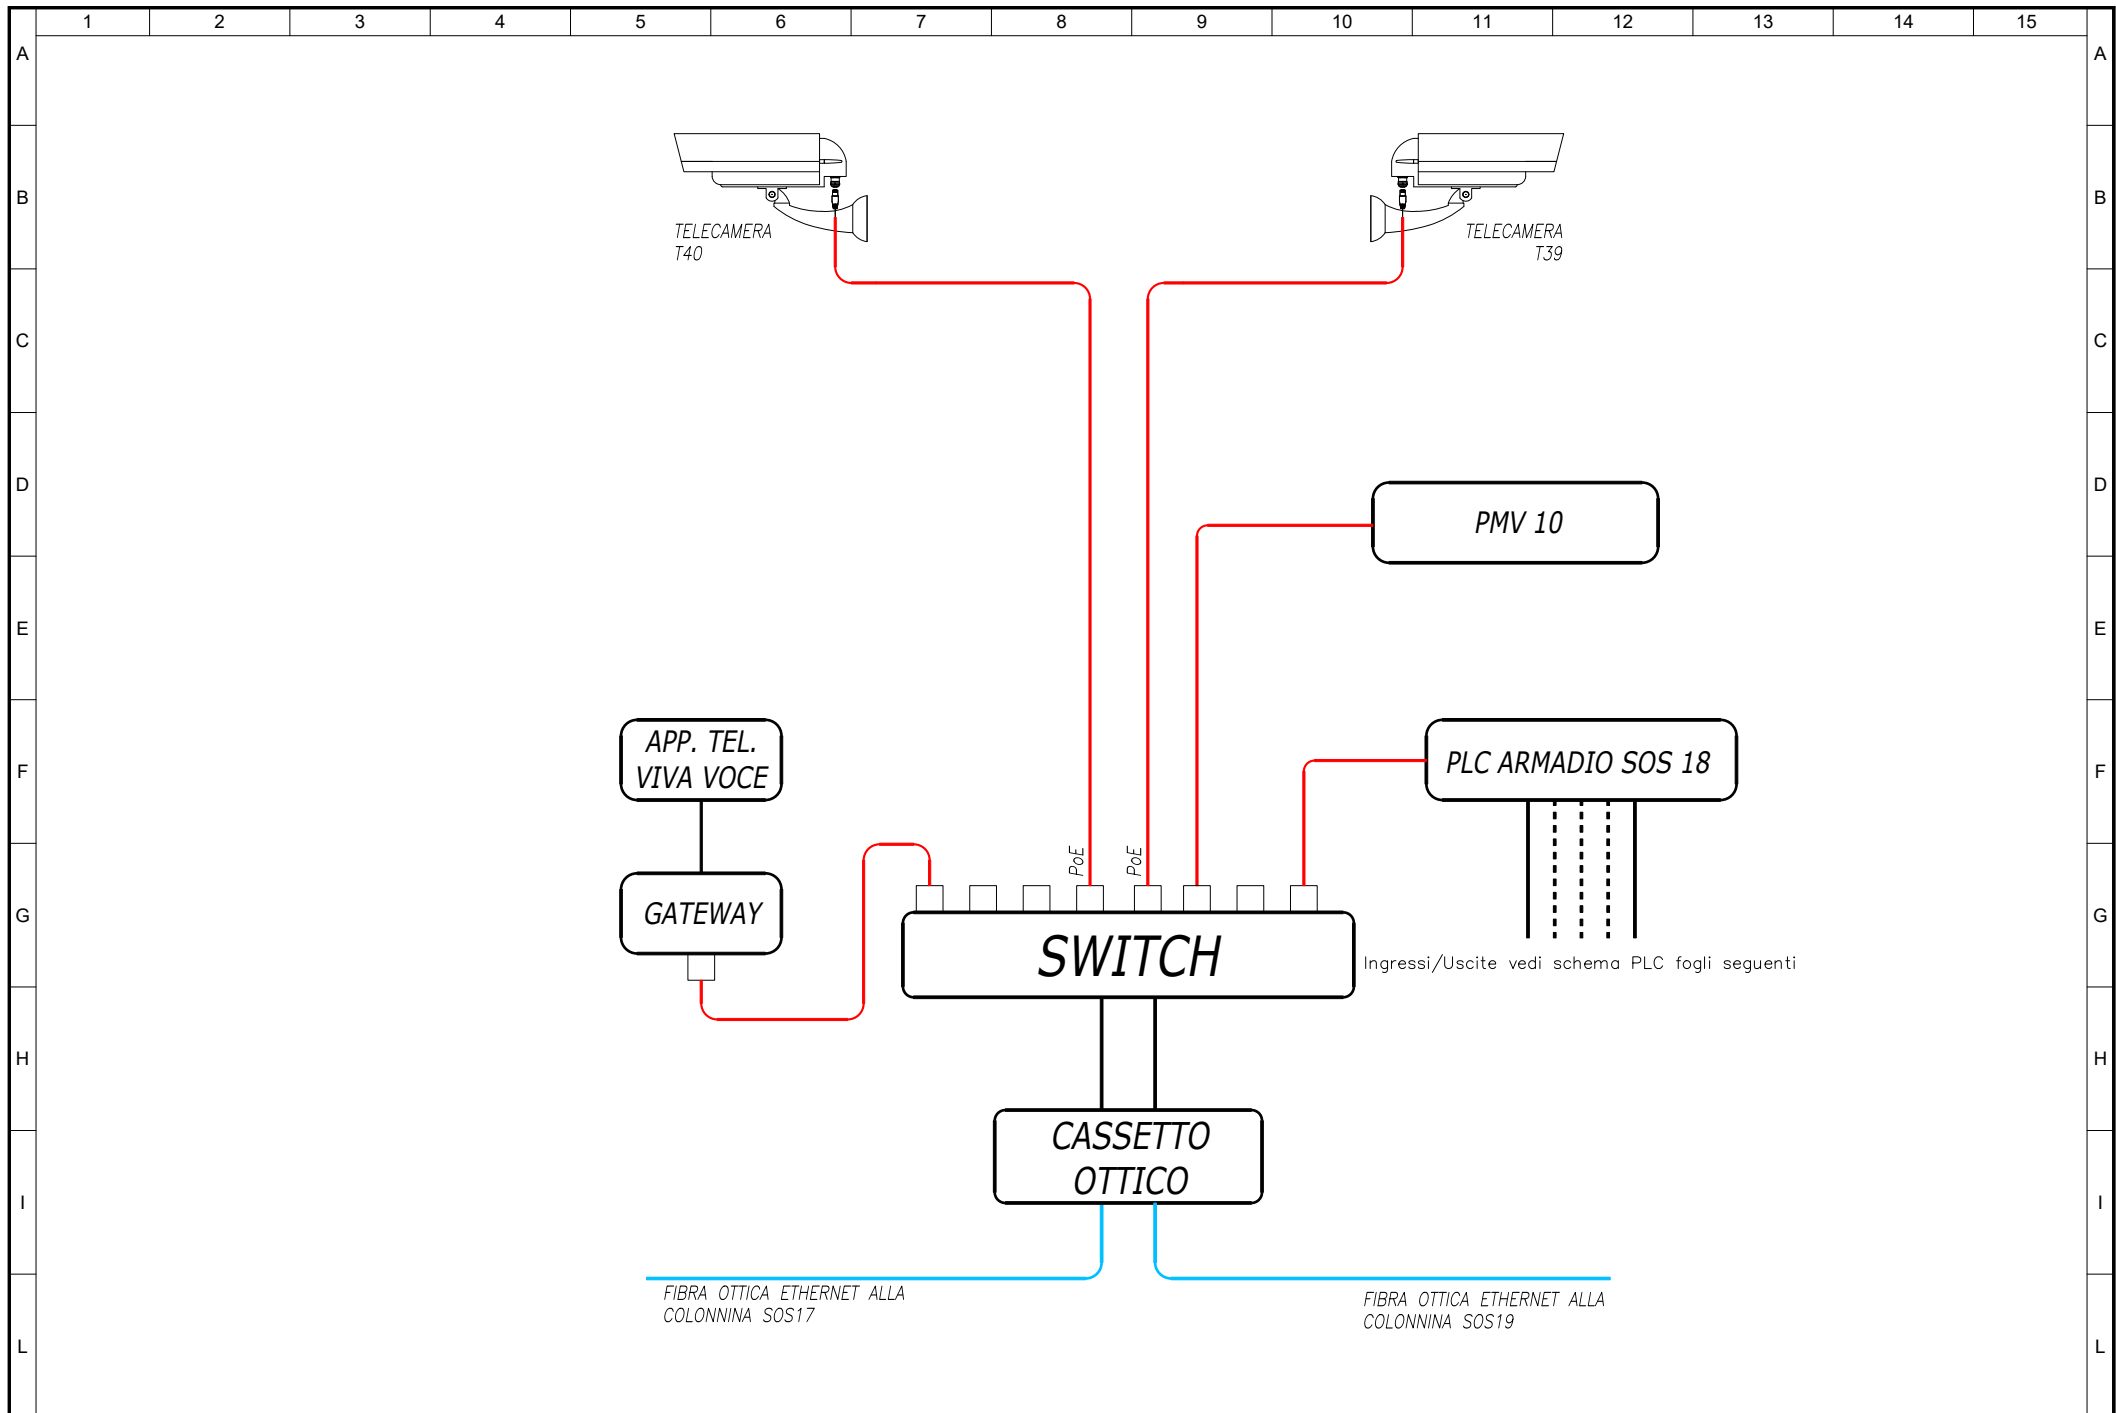 1 2 3 4 5 6 7 8 9 10 11 12 13 14 15
A A
B B
TELECAMERA
T40
TELECAMERA
T39
C C
D D
PMV 10
E E
APP. TEL.
VIVA VOCE
PLC ARMADIO SOS 18
F F
PoE PoE
GATEWAY
G G
SWITCH
Ingressi/Uscite vedi schema PLC fogli seguenti
H H
CASSETTO
OTTICO
I I
FIBRA OTTICA ETHERNET ALLA
COLONNINA SOS17
FIBRA OTTICA ETHERNET ALLA
COLONNINA SOS19
L L